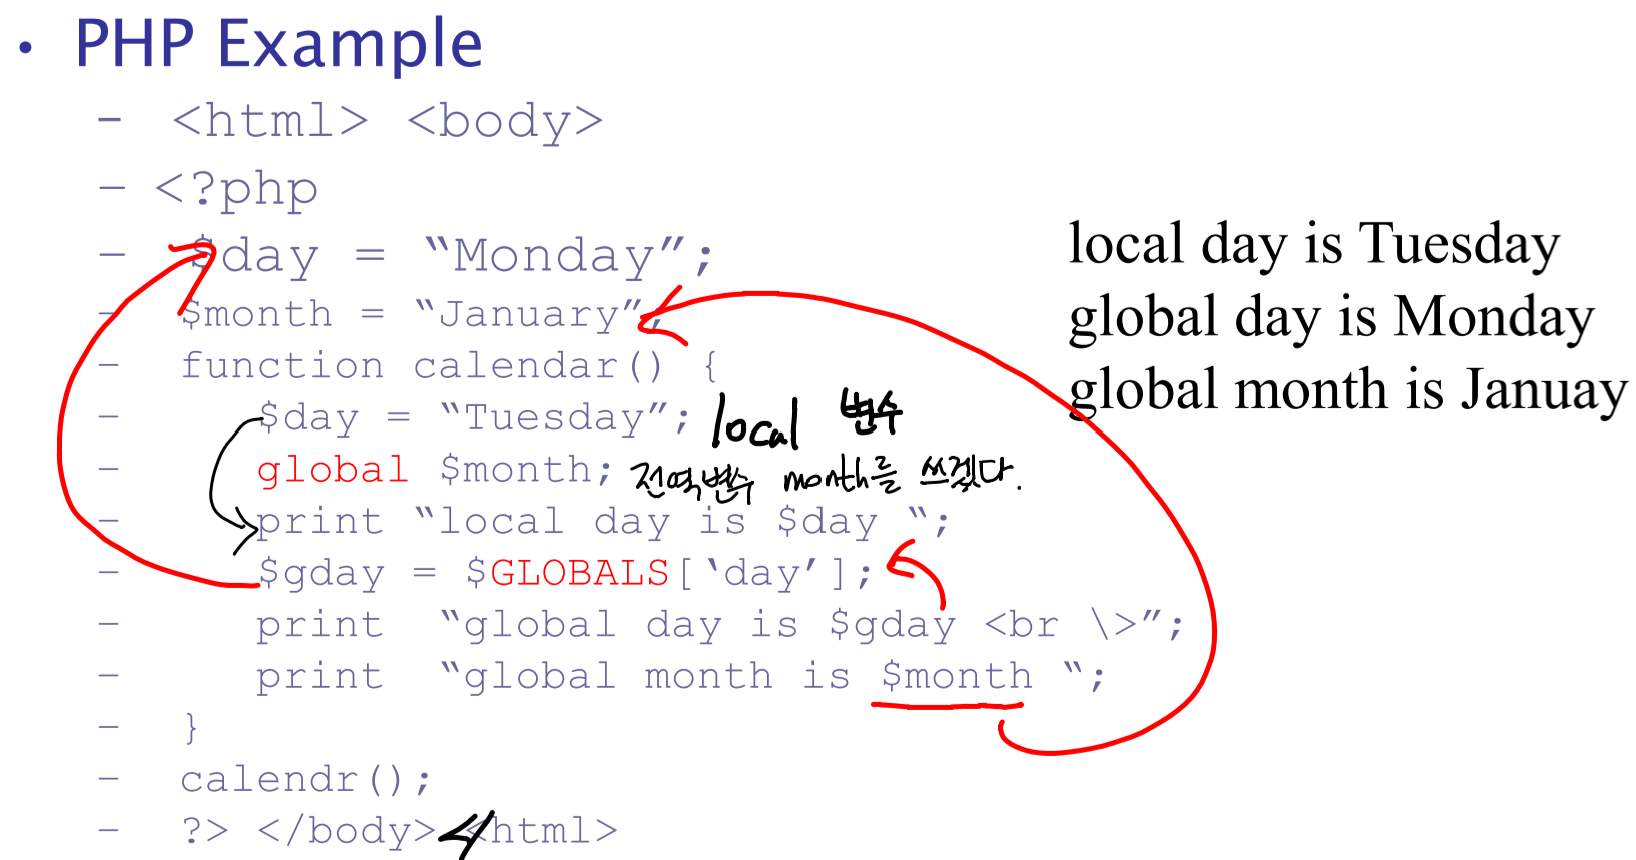 • PHP Example
– <html> <body>
– <?php
– $day = “Monday”;
– $month = “January”;
– function calendar() {
– $day = “Tuesday”; local 변수
– global $month; 전역변수 month를 쓰겠다.
– print “local day is $day “;
– $gday = $GLOBALS[‘day’];
– print “global day is $gday <br \>”;
– print “global month is $month “;
– }
– calendr();
– ?> </body> <html>
local day is Tuesday
global day is Monday
global month is Januay